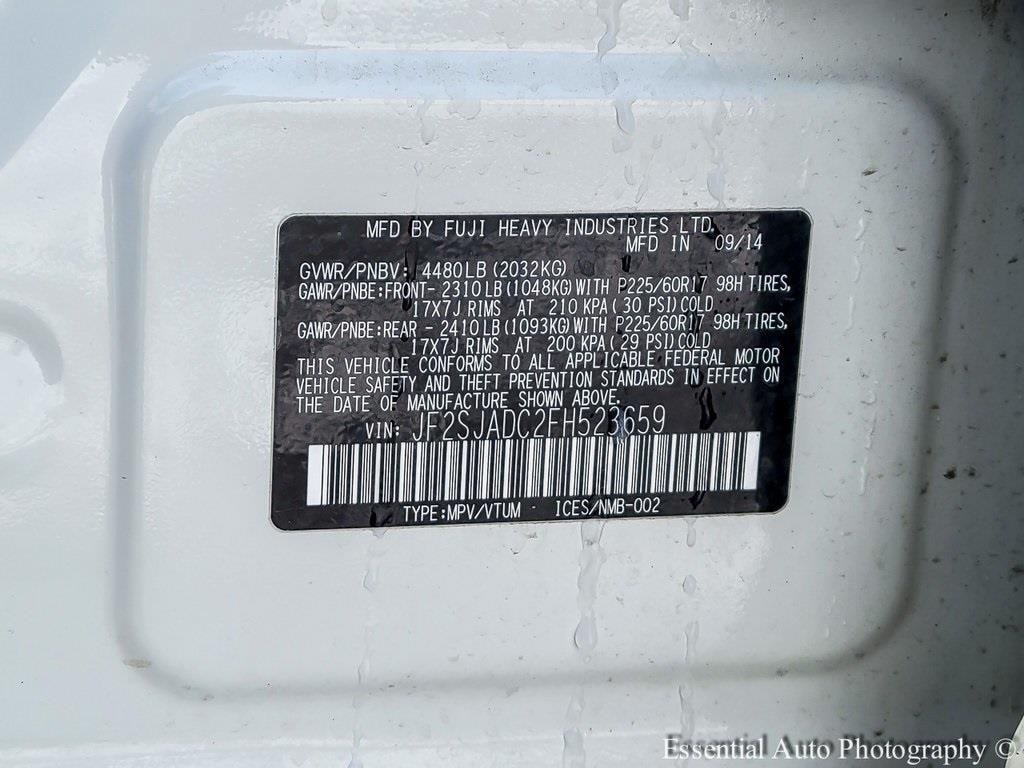 MFD BY FUJI HEAVY INDUSTRIES LTD.
MFD IN 09/14
GVWR/PNBV: 4480LB (2032KG)
GAWR/PNBE:FRONT- 2310 LB (1048KG) WITH P225/60R17 98H TIRES,
17X7J RIMS AT 210 KPA ( 30 PSI) COLD
GAWR/PNBE:REAR - 2410 LB (1093KG) WITH P225/60R17 98H TIRES,
17X7J RIMS AT 200 KPA ( 29 PSI) COLD
THIS VEHICLE CONFORMS TO ALL APPLICABLE FEDERAL MOTOR
VEHICLE SAFETY AND THEFT PREVENTION STANDARDS IN EFFECT ON
THE DATE OF MANUFACTURE SHOWN ABOVE.
VIN: JF2SJADC2FH523659
TYPE:MPV/VTUM ICES/NMB-002
Essential Auto Photography ©